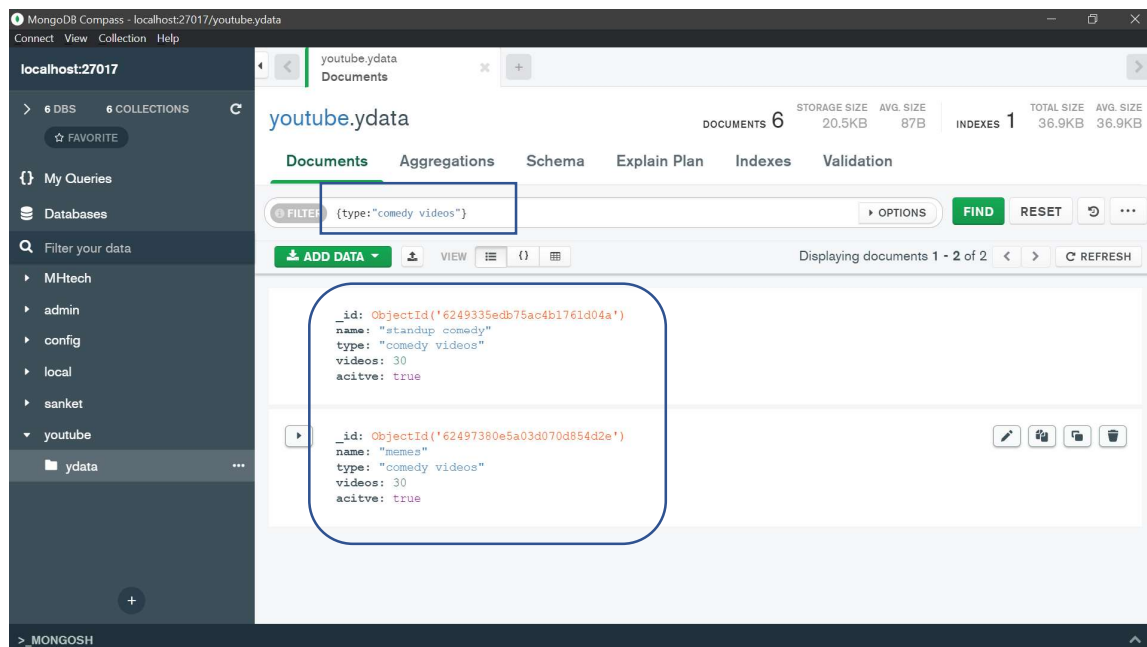 MongoDB Compass - localhost:27017/youtube.ydata
Connect View Collection Help
localhost:27017
6 DBS 6 COLLECTIONS
FAVORITE
{} My Queries
Databases
Filter your data
MHtech
admin
config
local
sanket
youtube
ydata
youtube.ydata
Documents
youtube.ydata
DOCUMENTS 6
STORAGE SIZE AVG. SIZE
20.5KB 87B
INDEXES 1
TOTAL SIZE AVG. SIZE
36.9KB 36.9KB
Documents Aggregations Schema Explain Plan Indexes Validation
FILTER {type:"comedy videos"}
OPTIONS FIND RESET
ADD DATA VIEW {} Displaying documents 1 - 2 of 2 < > REFRESH
_id: ObjectId('6249335edb75ac4b1761d04a')
name: "standup comedy"
type: "comedy videos"
videos: 30
acitve: true
_id: ObjectId('62497380e5a03d070d854d2e')
name: "memes"
type: "comedy videos"
videos: 30
acitve: true
>_MONGOSH